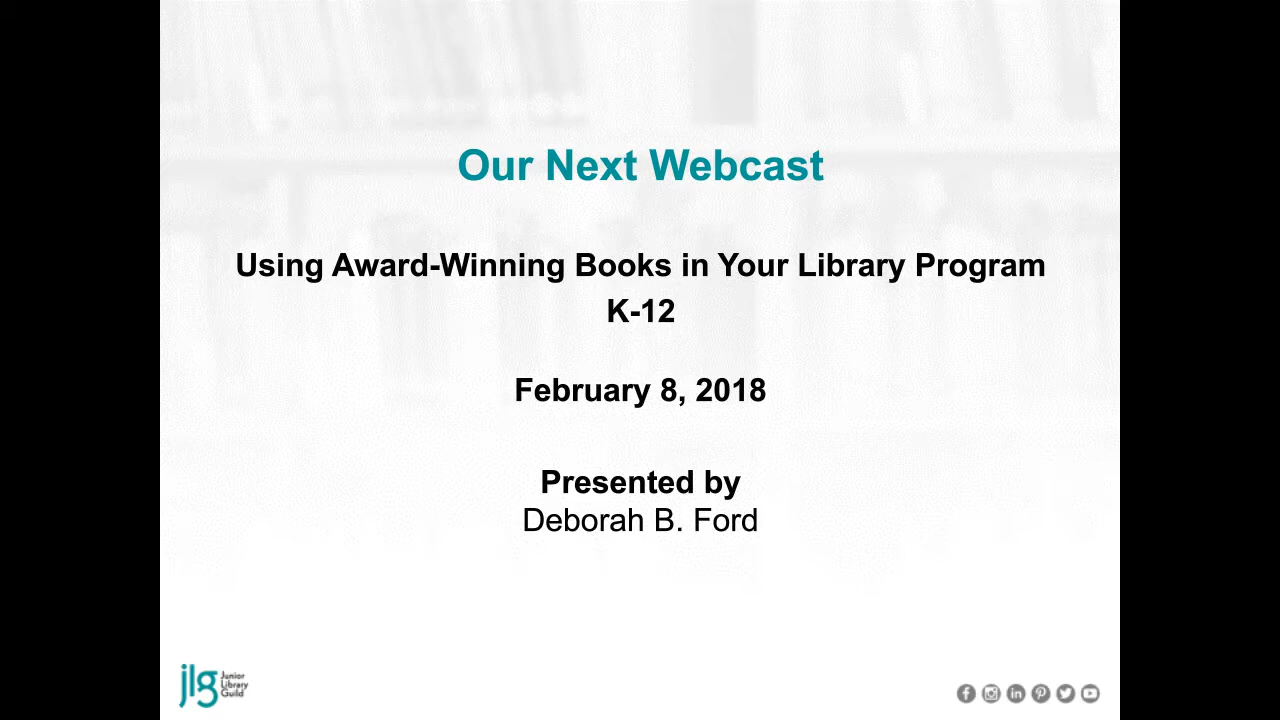 Our Next Webcast
Using Award-Winning Books in Your Library Program
K-12
February 8, 2018
Presented by
Deborah B. Ford
jlg
Junior
Library
Guild